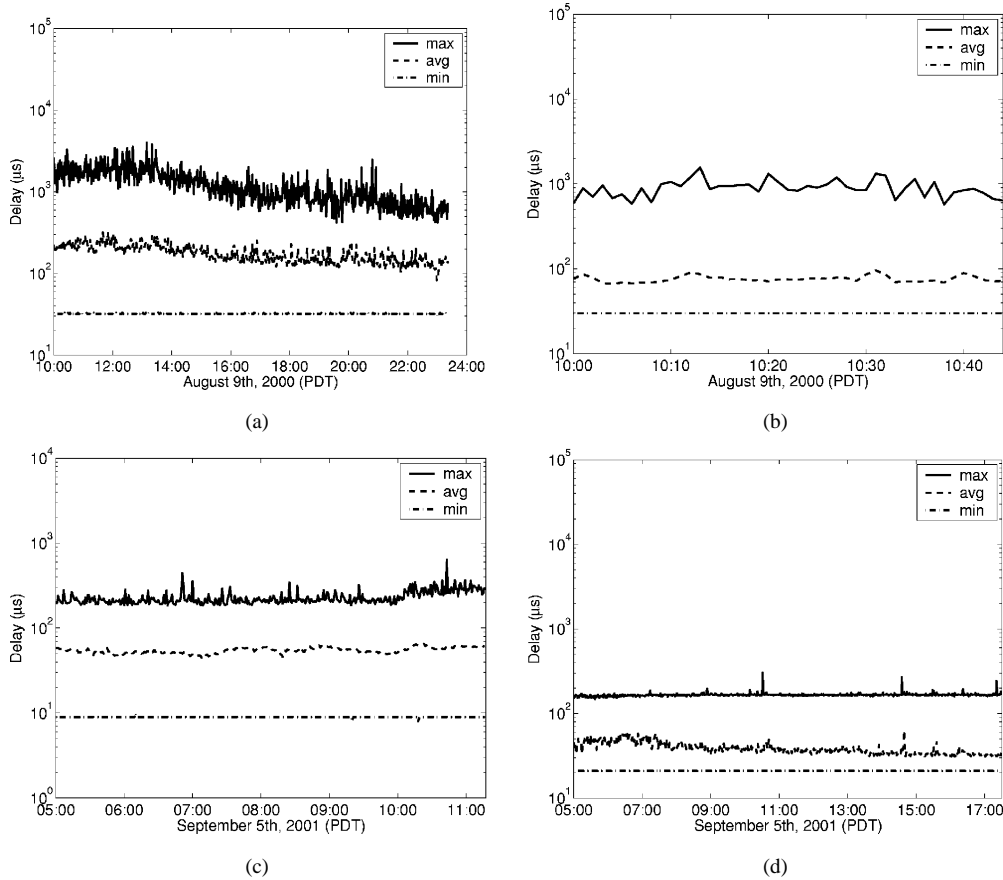 10^5
10^4
10^3
10^2
10^1
Delay (µs)
max
avg
min
10:00 12:00 14:00 16:00 18:00 20:00 22:00 24:00
August 9th, 2000 (PDT)
(a)
10^5
10^4
10^3
10^2
10^1
Delay (µs)
max
avg
min
10:00 10:10 10:20 10:30 10:40
August 9th, 2000 (PDT)
(b)
10^4
10^3
10^2
10^1
10^0
Delay (µs)
max
avg
min
05:00 06:00 07:00 08:00 09:00 10:00 11:00
September 5th, 2001 (PDT)
(c)
10^5
10^4
10^3
10^2
10^1
Delay (µs)
max
avg
min
05:00 07:00 09:00 11:00 13:00 15:00 17:00
September 5th, 2001 (PDT)
(d)